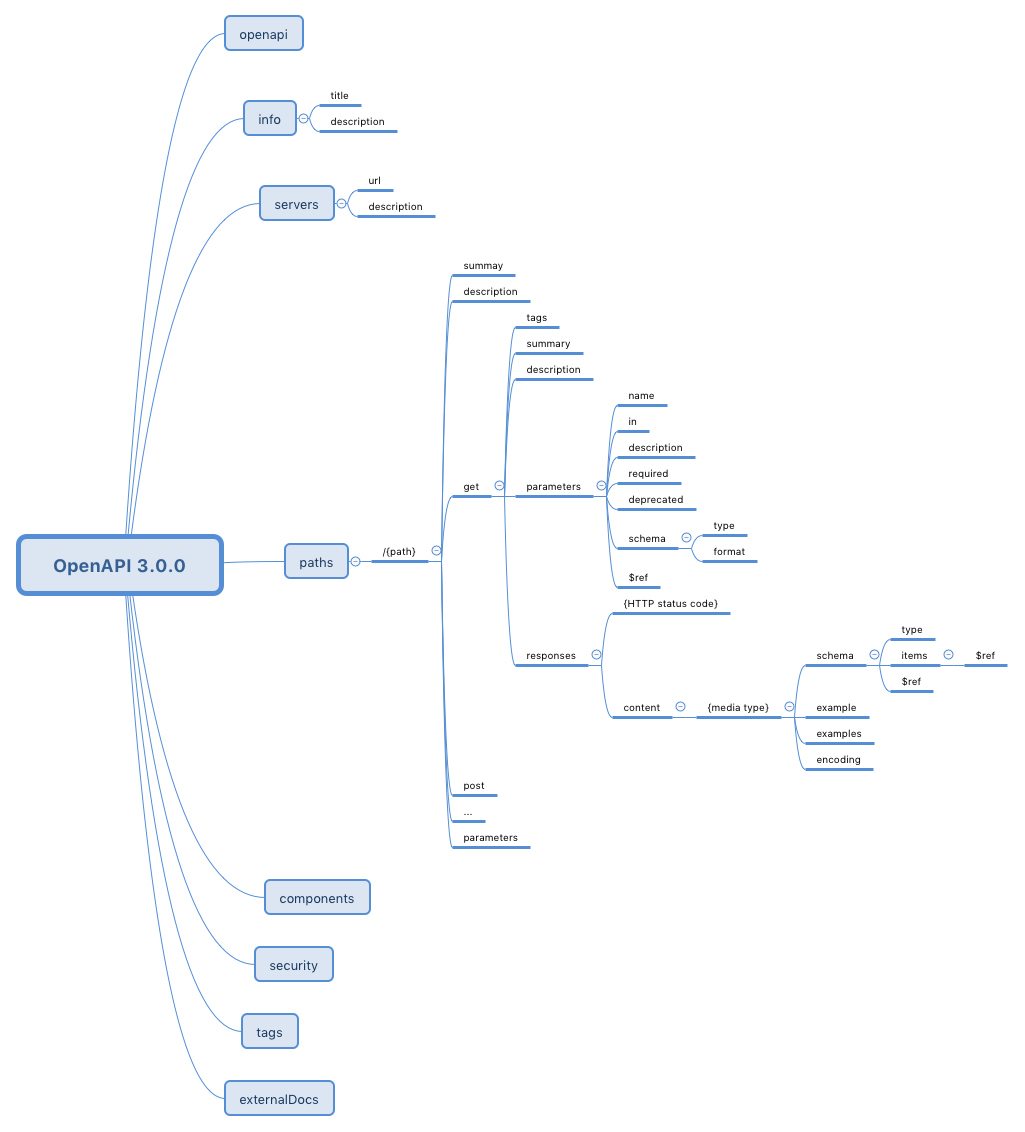 openapi
title
info
description
url
servers
description
summay
description
tags
summary
description
name
in
description
required
get
parameters
deprecated
type
schema
format
/{path}
OpenAPI 3.0.0
paths
$ref
{HTTP status code}
type
responses
schema
items
$ref
$ref
content
{media type}
example
examples
encoding
post
...
parameters
components
security
tags
externalDocs